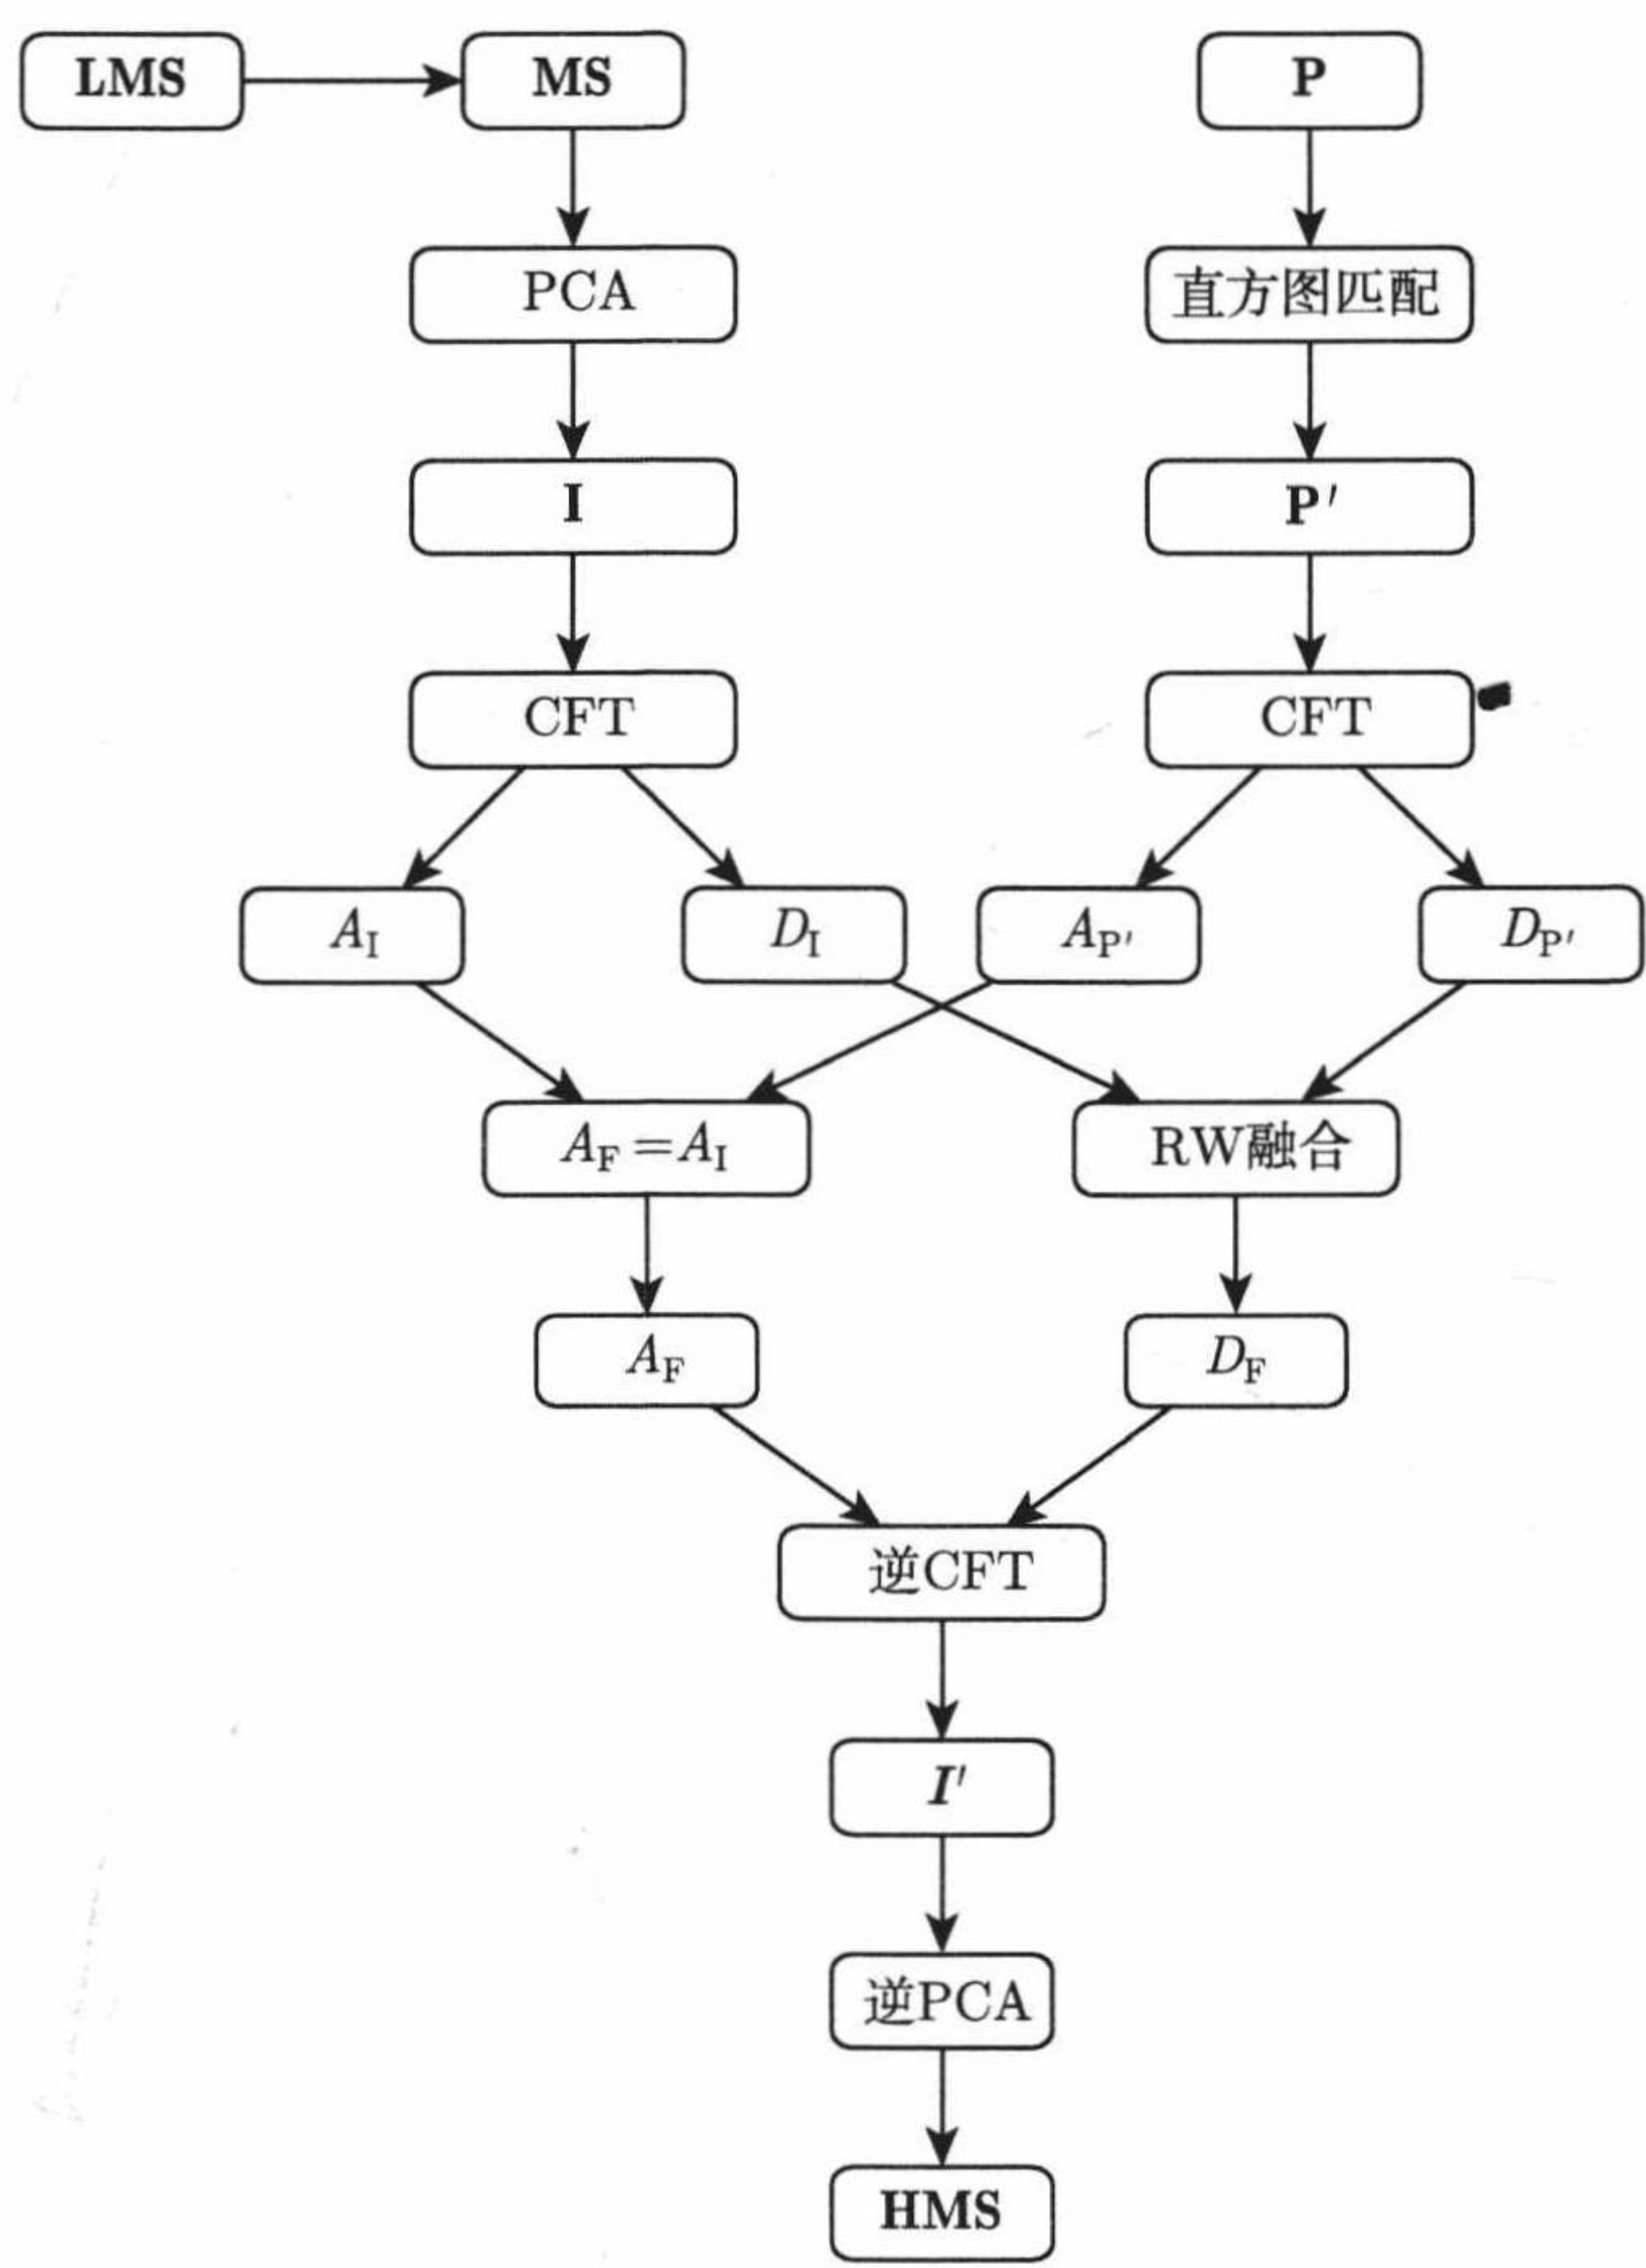 LMS
MS
P
PCA
直方图匹配
I
P′
CFT
CFT
A_I
D_I
A_P′
D_P′
A_F = A_I
RW融合
A_F
D_F
逆CFT
I′
逆PCA
HMS